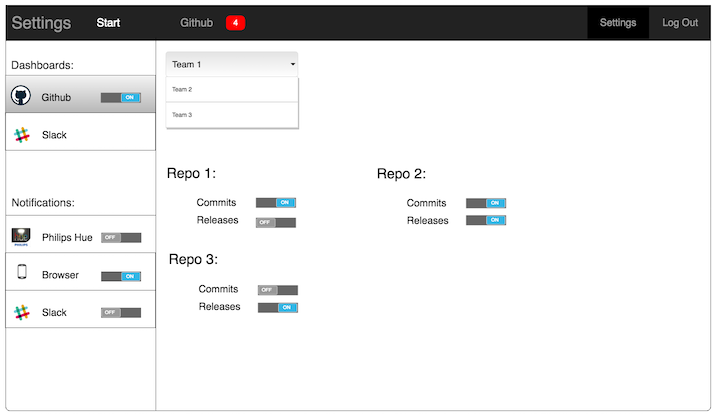 Settings Start Github 4 Settings Log Out
Dashboards:
Github ON
Slack
Notifications:
Philips Hue OFF
Browser ON
Slack OFF
Team 1
Team 2
Team 3
Repo 1:
Commits ON
Releases OFF
Repo 2:
Commits ON
Releases ON
Repo 3:
Commits OFF
Releases ON